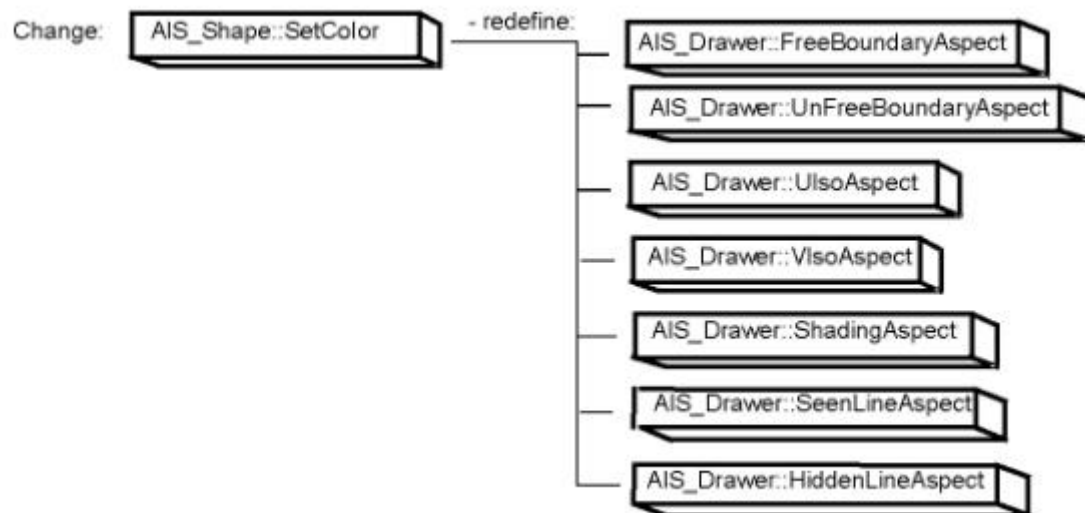 Change: AIS_Shape::SetColor - redefine:
AIS_Drawer::FreeBoundaryAspect
AIS_Drawer::UnFreeBoundaryAspect
AIS_Drawer::UIsoAspect
AIS_Drawer::VIsoAspect
AIS_Drawer::ShadingAspect
AIS_Drawer::SeenLineAspect
AIS_Drawer::HiddenLineAspect